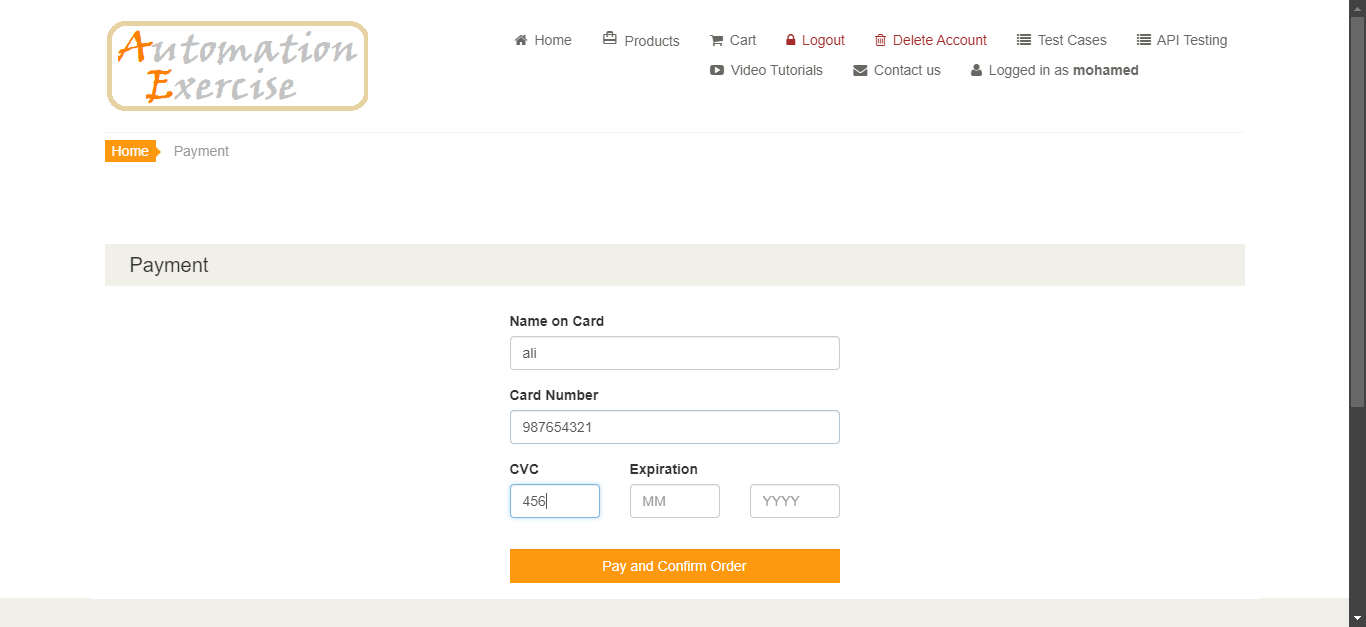 Automation
Exercise
Home Products Cart Logout Delete Account Test Cases API Testing
Video Tutorials Contact us Logged in as mohamed
Home Payment
Payment
Name on Card
ali
Card Number
987654321
CVC Expiration
456 MM YYYY
Pay and Confirm Order